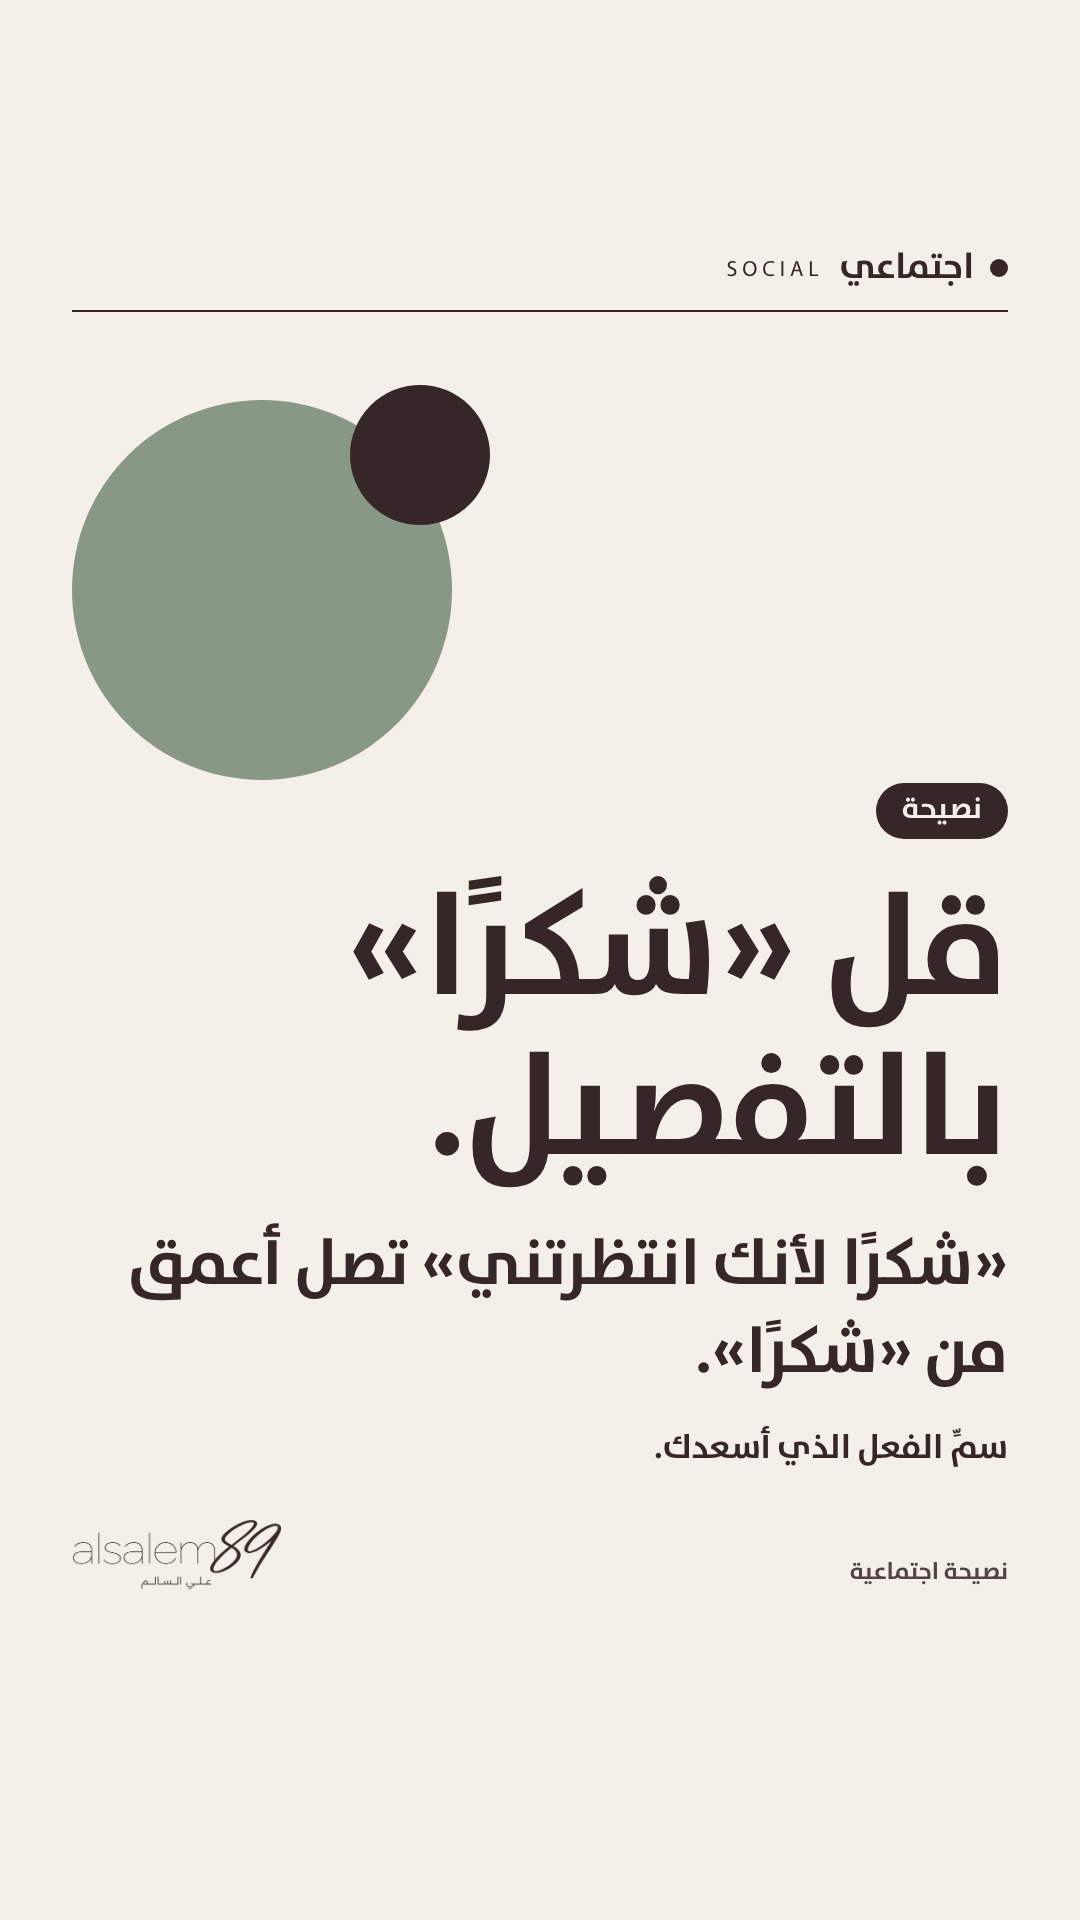 اجتماعي SOCIAL
نصيحة
قل «شكرًا»
بالتفصيل.
«شكرًا لأنك انتظرتني» تصل أعمق
من «شكرًا».
سمِّ الفعل الذي أسعدك.
نصيحة اجتماعية
alsalem89
علي السالم